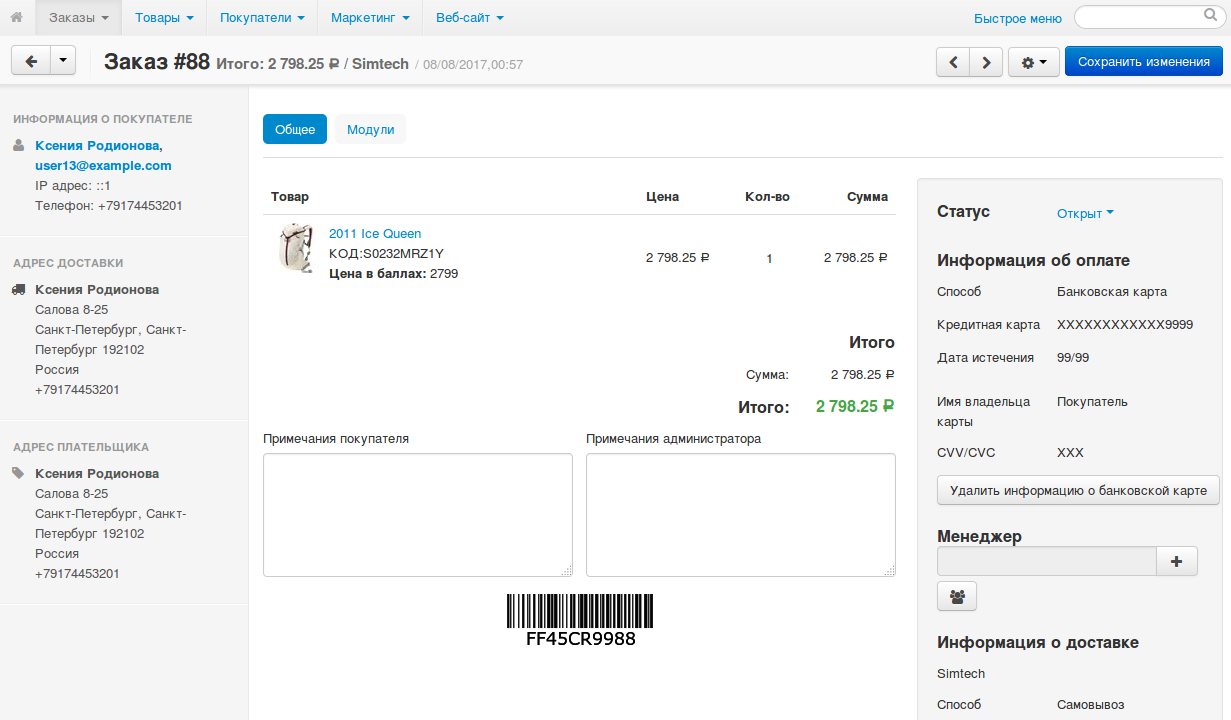 Заказы Товары Покупатели Маркетинг Веб-сайт Быстрое меню
Заказ #88 Итого: 2 798.25 ₽ / Simtech / 08/08/2017,00:57 Сохранить изменения
ИНФОРМАЦИЯ О ПОКУПАТЕЛЕ
Ксения Родионова,
user13@example.com
IP адрес: ::1
Телефон: +79174453201
АДРЕС ДОСТАВКИ
Ксения Родионова
Салова 8-25
Санкт-Петербург, Санкт-
Петербург 192102
Россия
+79174453201
АДРЕС ПЛАТЕЛЬЩИКА
Ксения Родионова
Салова 8-25
Санкт-Петербург, Санкт-
Петербург 192102
Россия
+79174453201
Общее Модули
Товар Цена Кол-во Сумма
2011 Ice Queen
КОД:S0232MRZ1Y
Цена в баллах: 2799
2 798.25 ₽ 1 2 798.25 ₽
Итого
Сумма: 2 798.25 ₽
Итого: 2 798.25 ₽
Примечания покупателя Примечания администратора
FF45CR9988
Статус Открыт
Информация об оплате
Способ Банковская карта
Кредитная карта XXXXXXXXXXXX9999
Дата истечения 99/99
Имя владельца Покупатель
карты
CVV/CVC XXX
Удалить информацию о банковской карте
Менеджер
Информация о доставке
Simtech
Способ Самовывоз